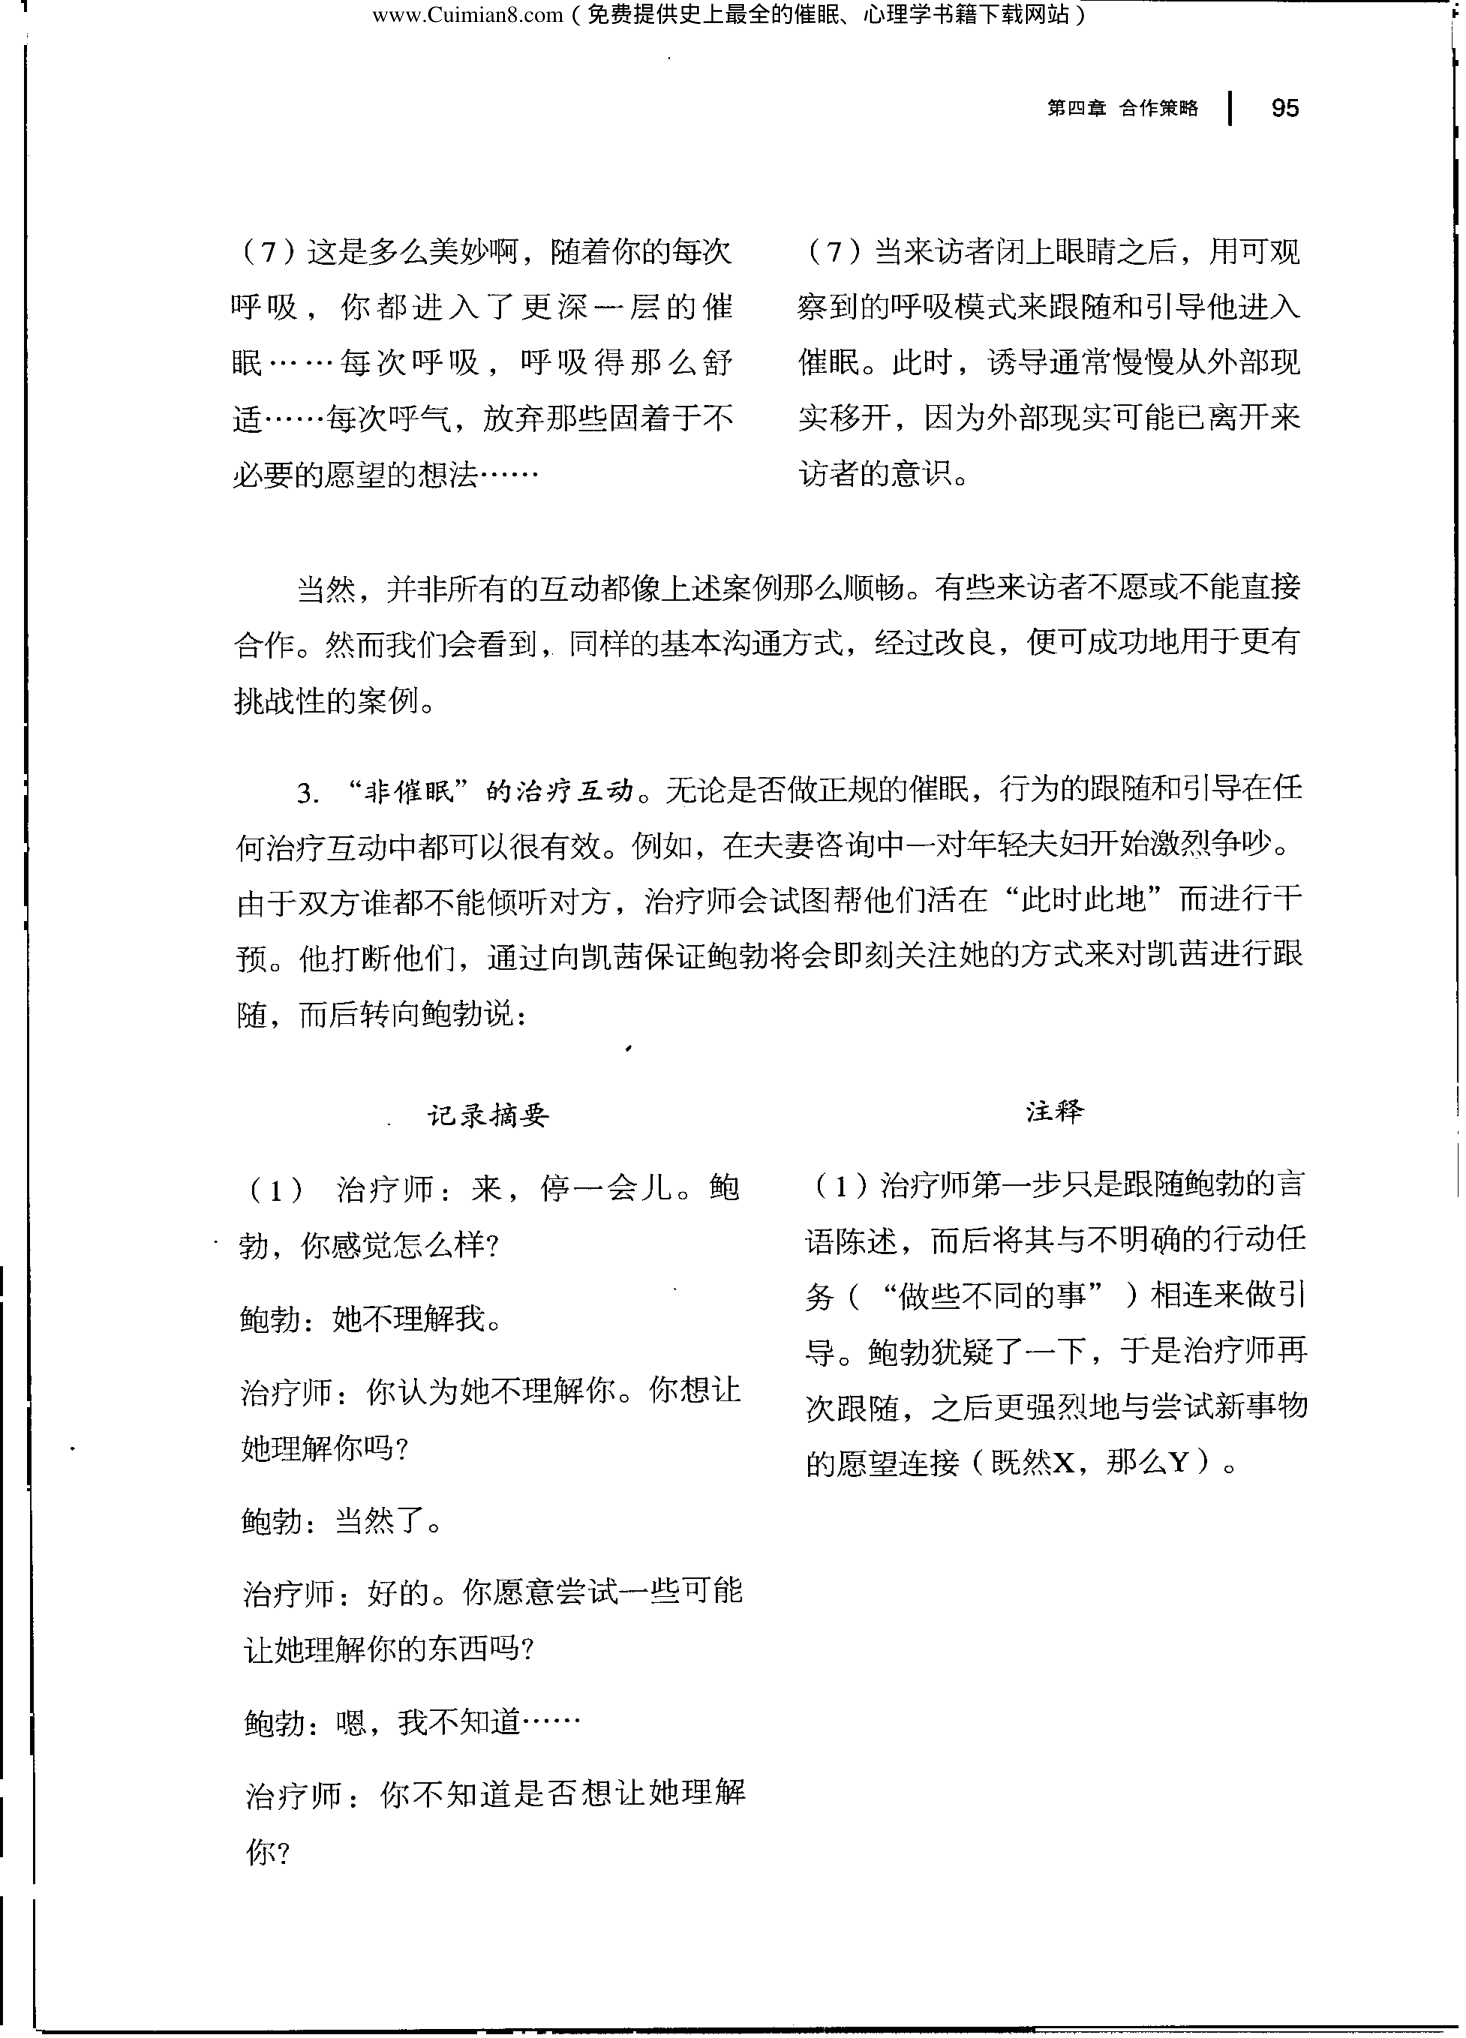 www.Cuimian8.com（免费提供史上最全的催眠、心理学书籍下载网站）
第四章 合作策略 95
（7）这是多么美妙啊，随着你的每次
呼吸，你都进入了更深一层的催
眠……每次呼吸，呼吸得那么舒
适……每次呼气，放弃那些固着于不
必要的愿望的想法……
（7）当来访者闭上眼睛之后，用可观
察到的呼吸模式来跟随和引导他进入
催眠。此时，诱导通常慢慢从外部现
实移开，因为外部现实可能已离开来
访者的意识。
当然，并非所有的互动都像上述案例那么顺畅。有些来访者不愿或不能直接
合作。然而我们会看到，同样的基本沟通方式，经过改良，便可成功地用于更有
挑战性的案例。
3. “非催眠”的治疗互动。无论是否做正规的催眠，行为的跟随和引导在任
何治疗互动中都可以很有效。例如，在夫妻咨询中一对年轻夫妇开始激烈争吵。
由于双方谁都不能倾听对方，治疗师会试图帮他们活在“此时此地”而进行干
预。他打断他们，通过向凯茜保证鲍勃将会即刻关注她的方式来对凯茜进行跟
随，而后转向鲍勃说：
记录摘要
（1） 治疗师：来，停一会儿。鲍
勃，你感觉怎么样？
鲍勃：她不理解我。
治疗师：你认为她不理解你。你想让
她理解你吗？
鲍勃：当然了。
治疗师：好的。你愿意尝试一些可能
让她理解你的东西吗？
鲍勃：嗯，我不知道……
治疗师：你不知道是否想让她理解
你？
注释
（1）治疗师第一步只是跟随鲍勃的言
语陈述，而后将其与不明确的行动任
务（“做些不同的事”）相连来做引
导。鲍勃犹疑了一下，于是治疗师再
次跟随，之后更强烈地与尝试新事物
的愿望连接（既然X，那么Y）。